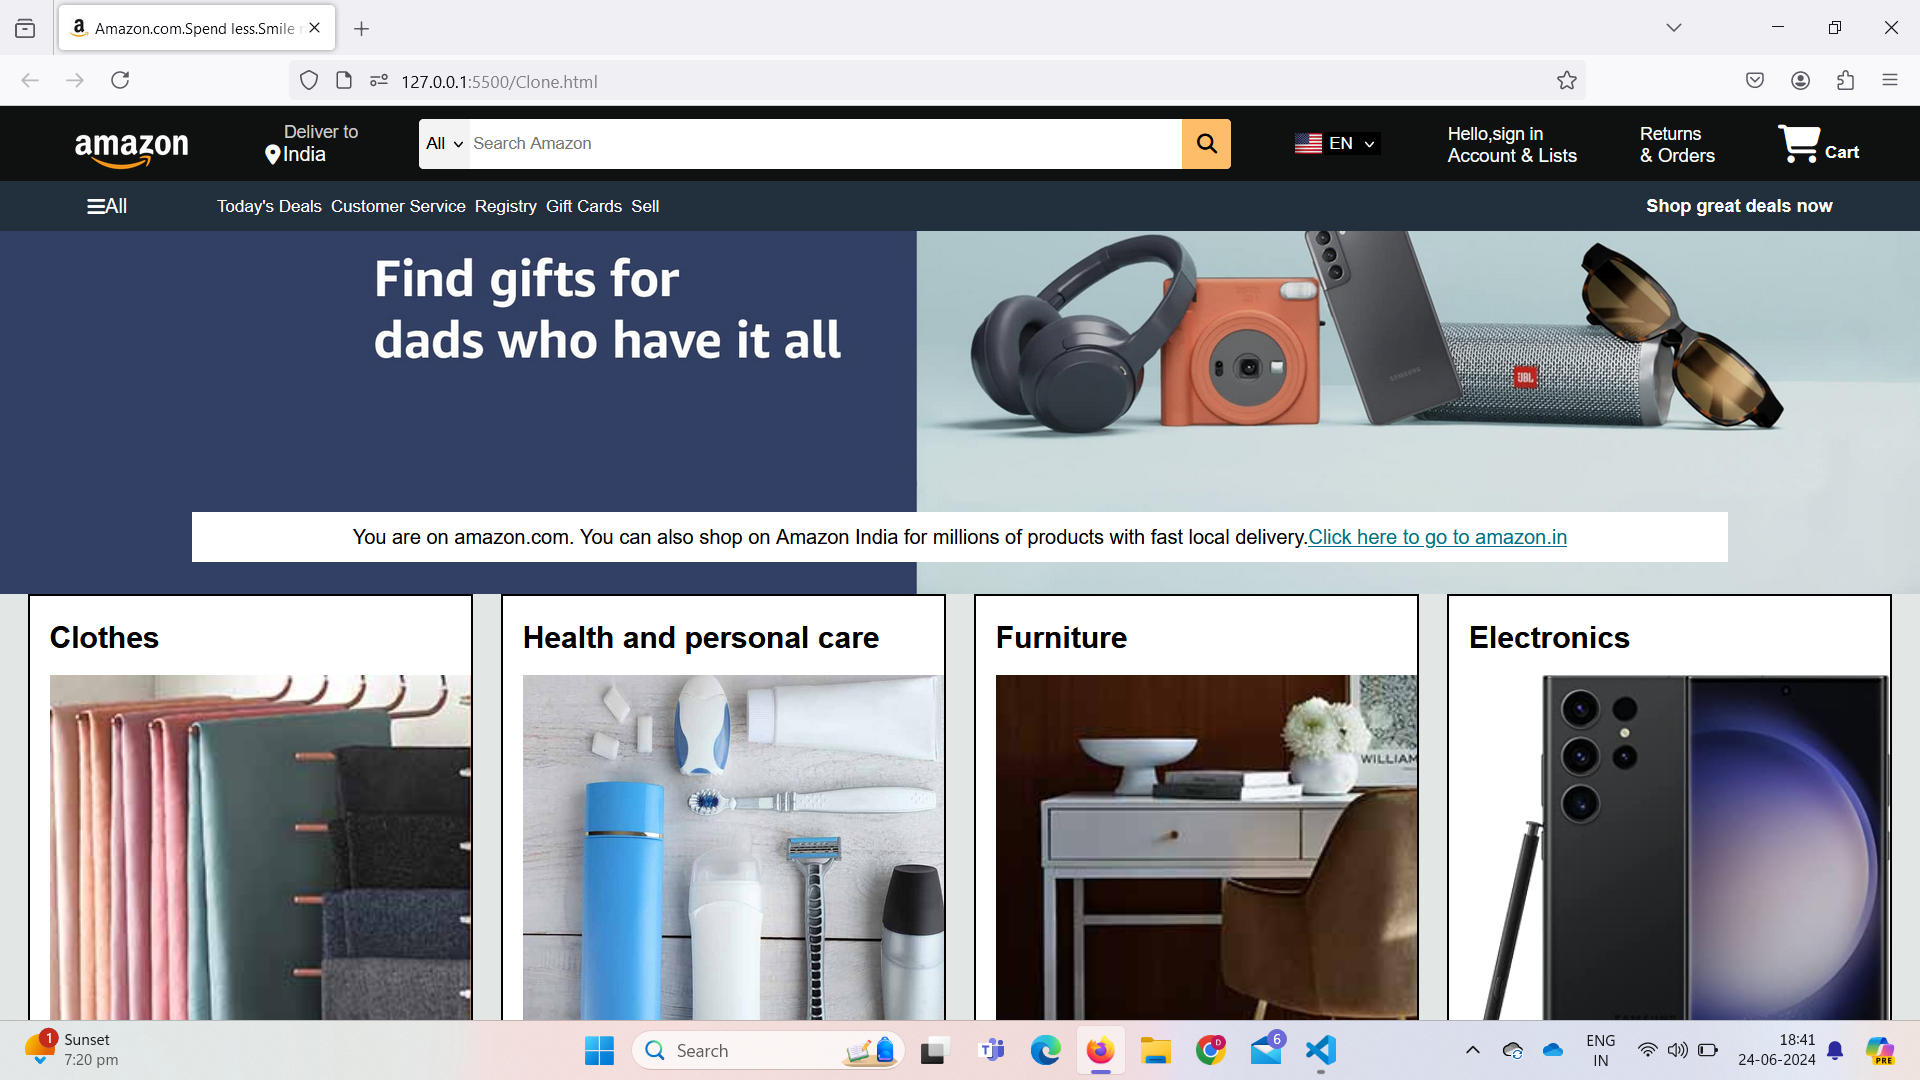 Amazon.com.Spend less.Smile
127.0.0.1:5500/Clone.html
amazon
Deliver to
India
All
Search Amazon
EN
Hello,sign in
Account & Lists
Returns
& Orders
Cart
All
Today's Deals Customer Service Registry Gift Cards Sell
Shop great deals now
Find gifts for
dads who have it all
SAMSUNG
JBL
You are on amazon.com. You can also shop on Amazon India for millions of products with fast local delivery.Click here to go to amazon.in
Clothes
Health and personal care
Furniture
Electronics
WILLIAM
1
Sunset
7:20 pm
Search
D
6
ENG
IN
18:41
24-06-2024
PRE